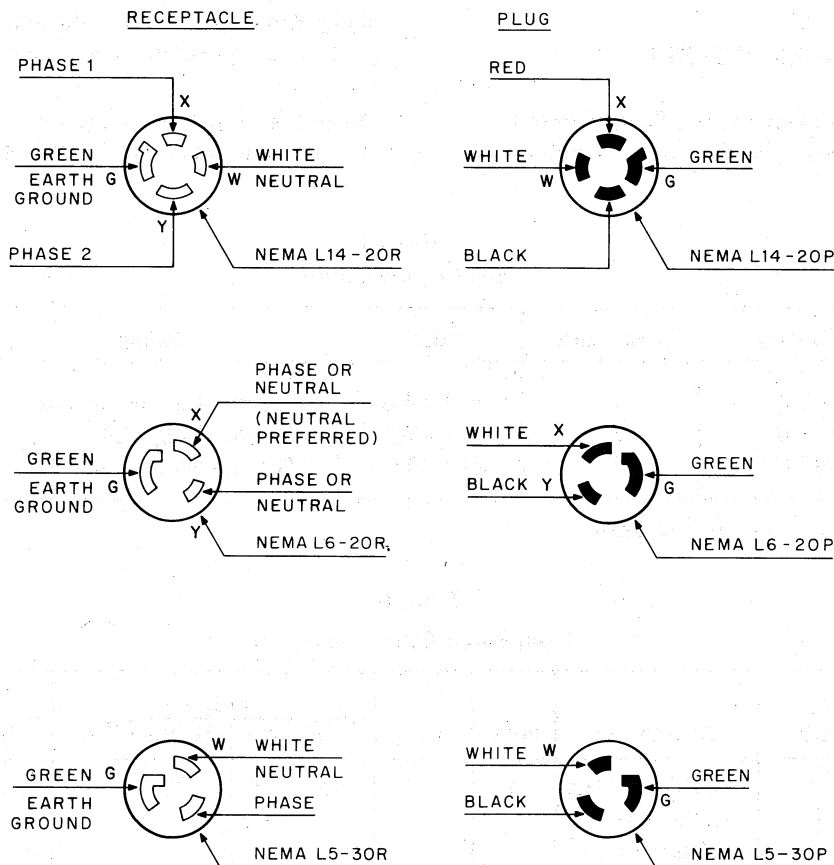 RECEPTACLE
PLUG
PHASE 1
X
GREEN
EARTH G
GROUND
WHITE
W NEUTRAL
Y
PHASE 2
NEMA L14-20R
RED
X
WHITE
W
GREEN
G
BLACK
NEMA L14-20P
PHASE OR
NEUTRAL
X
(NEUTRAL
PREFERRED)
GREEN
EARTH G
GROUND
PHASE OR
NEUTRAL
Y
NEMA L6-20R
WHITE X
BLACK Y
GREEN
G
NEMA L6-20P
W WHITE
NEUTRAL
GREEN G
EARTH
GROUND
PHASE
NEMA L5-30R
WHITE W
GREEN
BLACK
G
NEMA L5-30P